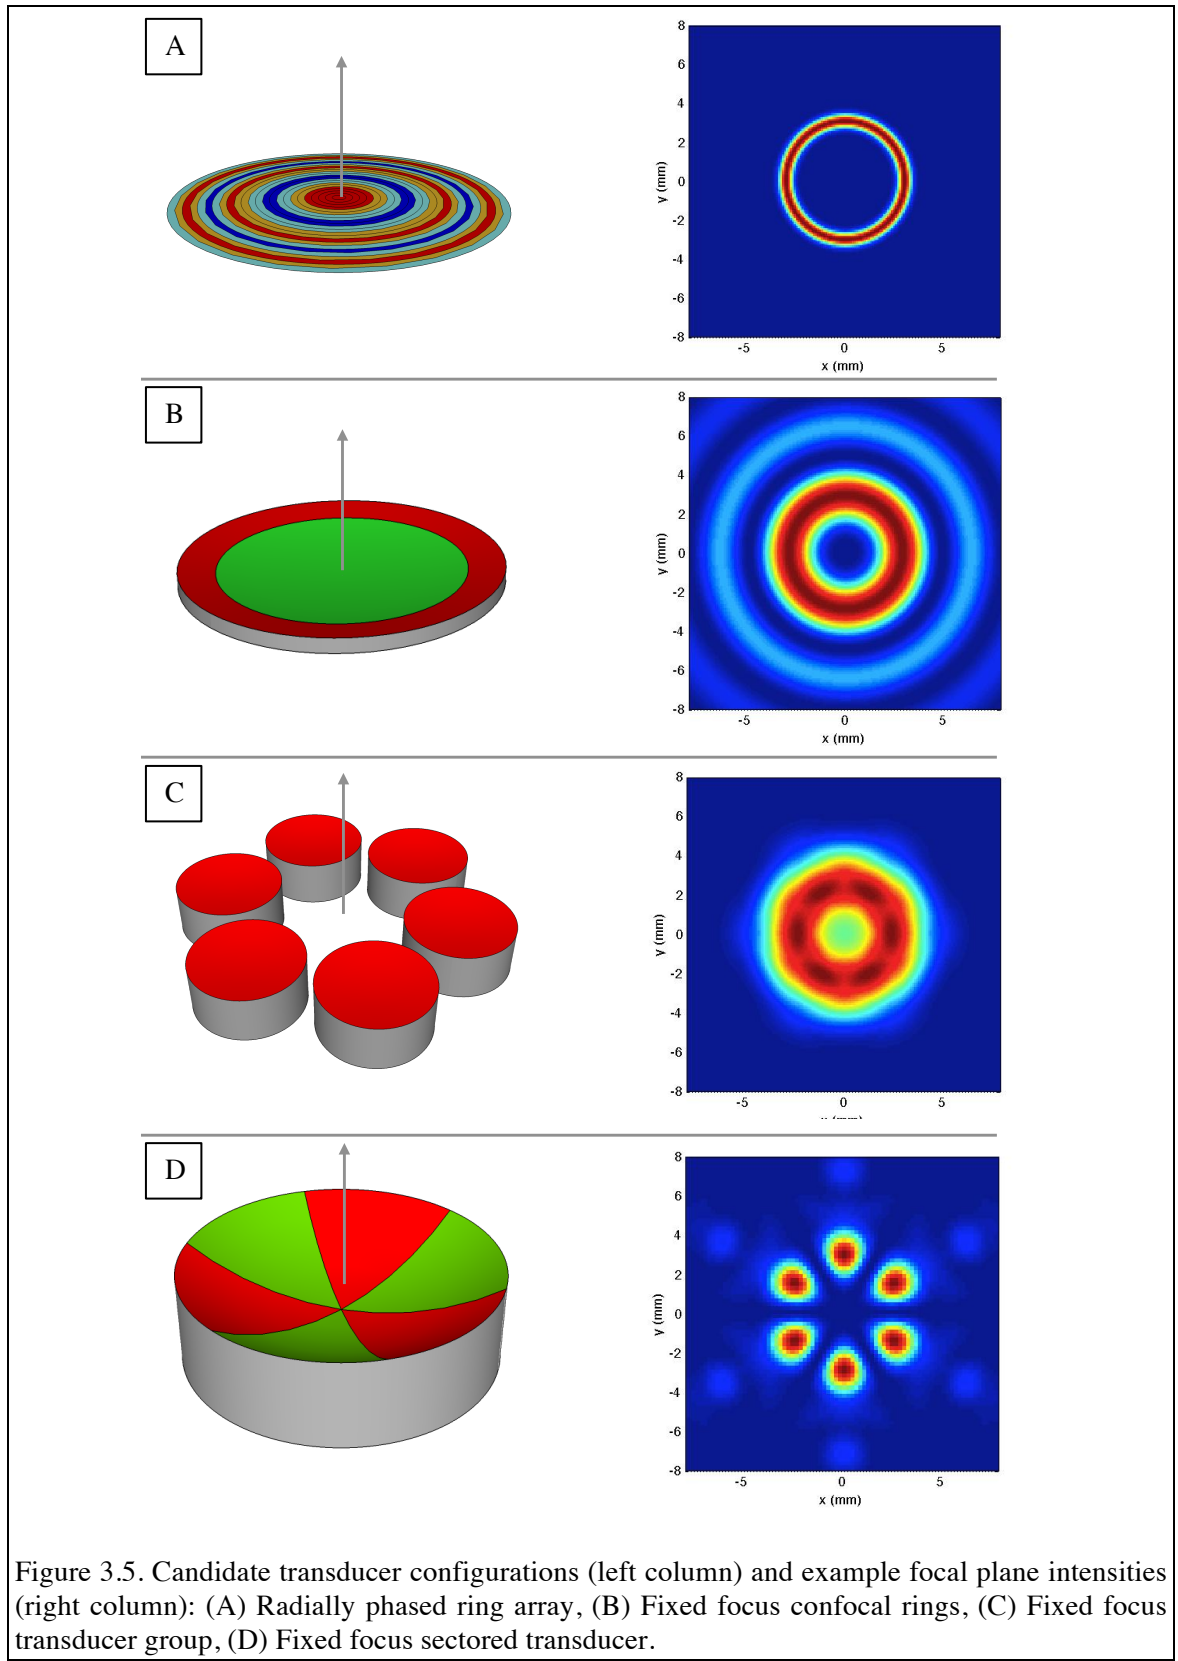 A
8
6
4
2
0
-2
-4
-6
-8
y (mm)
-5 0 5
x (mm)
B
8
6
4
2
0
-2
-4
-6
-8
y (mm)
-5 0 5
x (mm)
C
8
6
4
2
0
-2
-4
-6
-8
y (mm)
-5 0 5
D
8
6
4
2
0
-2
-4
-6
-8
y (mm)
-5 0 5
x (mm)
Figure 3.5. Candidate transducer configurations (left column) and example focal plane intensities
(right column): (A) Radially phased ring array, (B) Fixed focus confocal rings, (C) Fixed focus
transducer group, (D) Fixed focus sectored transducer.